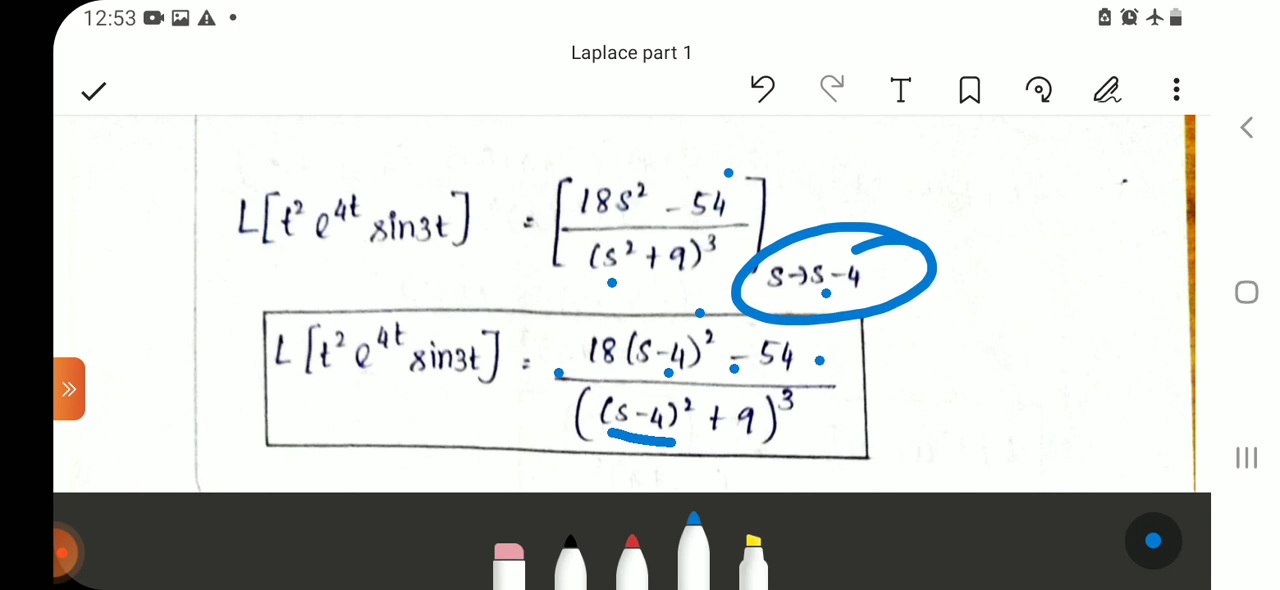 12:53
Laplace part 1
L[t² e^4t sin3t] = [18s² - 54 / (s² + 9)³] s→s-4
L[t² e^4t sin3t] = 18(s-4)² - 54 / ((s-4)² + 9)³